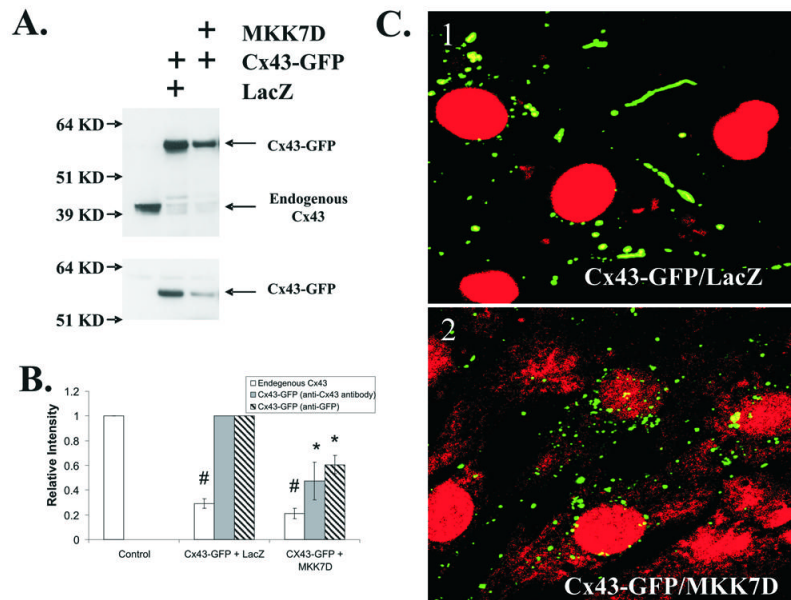 A.
+ MKK7D
+ + Cx43-GFP
+ LacZ
64 KD
Cx43-GFP
51 KD
39 KD
Endogenous
Cx43
64 KD
Cx43-GFP
51 KD
B.
Endegenous Cx43
Cx43-GFP (anti-Cx43 antibody)
Cx43-GFP (anti-GFP)
Relative Intensity
1.2
1
0.8
0.6
0.4
0.2
0
#
#
*
*
Control
Cx43-GFP + LacZ
CX43-GFP +
MKK7D
C.
1
Cx43-GFP/LacZ
2
Cx43-GFP/MKK7D